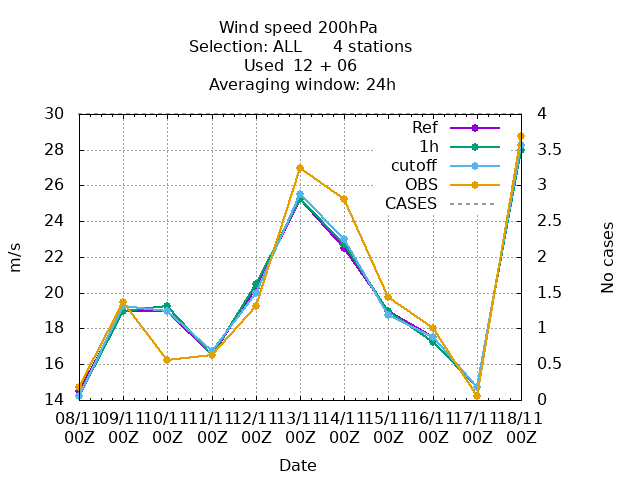 Wind speed 200hPa
Selection: ALL 4 stations
Used 12 + 06
Averaging window: 24h
30 4
28 3.5
26 3
24 2.5
22 2
20 1.5
18 1
16 0.5
14 0
m/s
No cases
Ref
1h
cutoff
OBS
CASES
08/11 09/11 10/11 11/11 12/11 13/11 14/11 15/11 16/11 17/11 18/11
00Z 00Z 00Z 00Z 00Z 00Z 00Z 00Z 00Z 00Z 00Z
Date